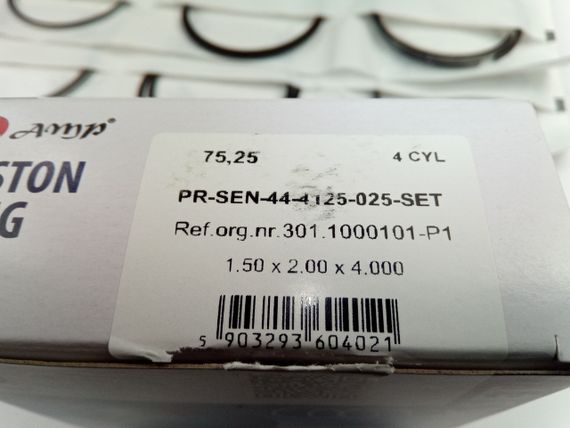 AMP®
STON
G
75,25 4 CYL
PR-SEN-44-4125-025-SET
Ref.org.nr.301.1000101-P1
1.50 x 2.00 x 4.000
5 903293 604021